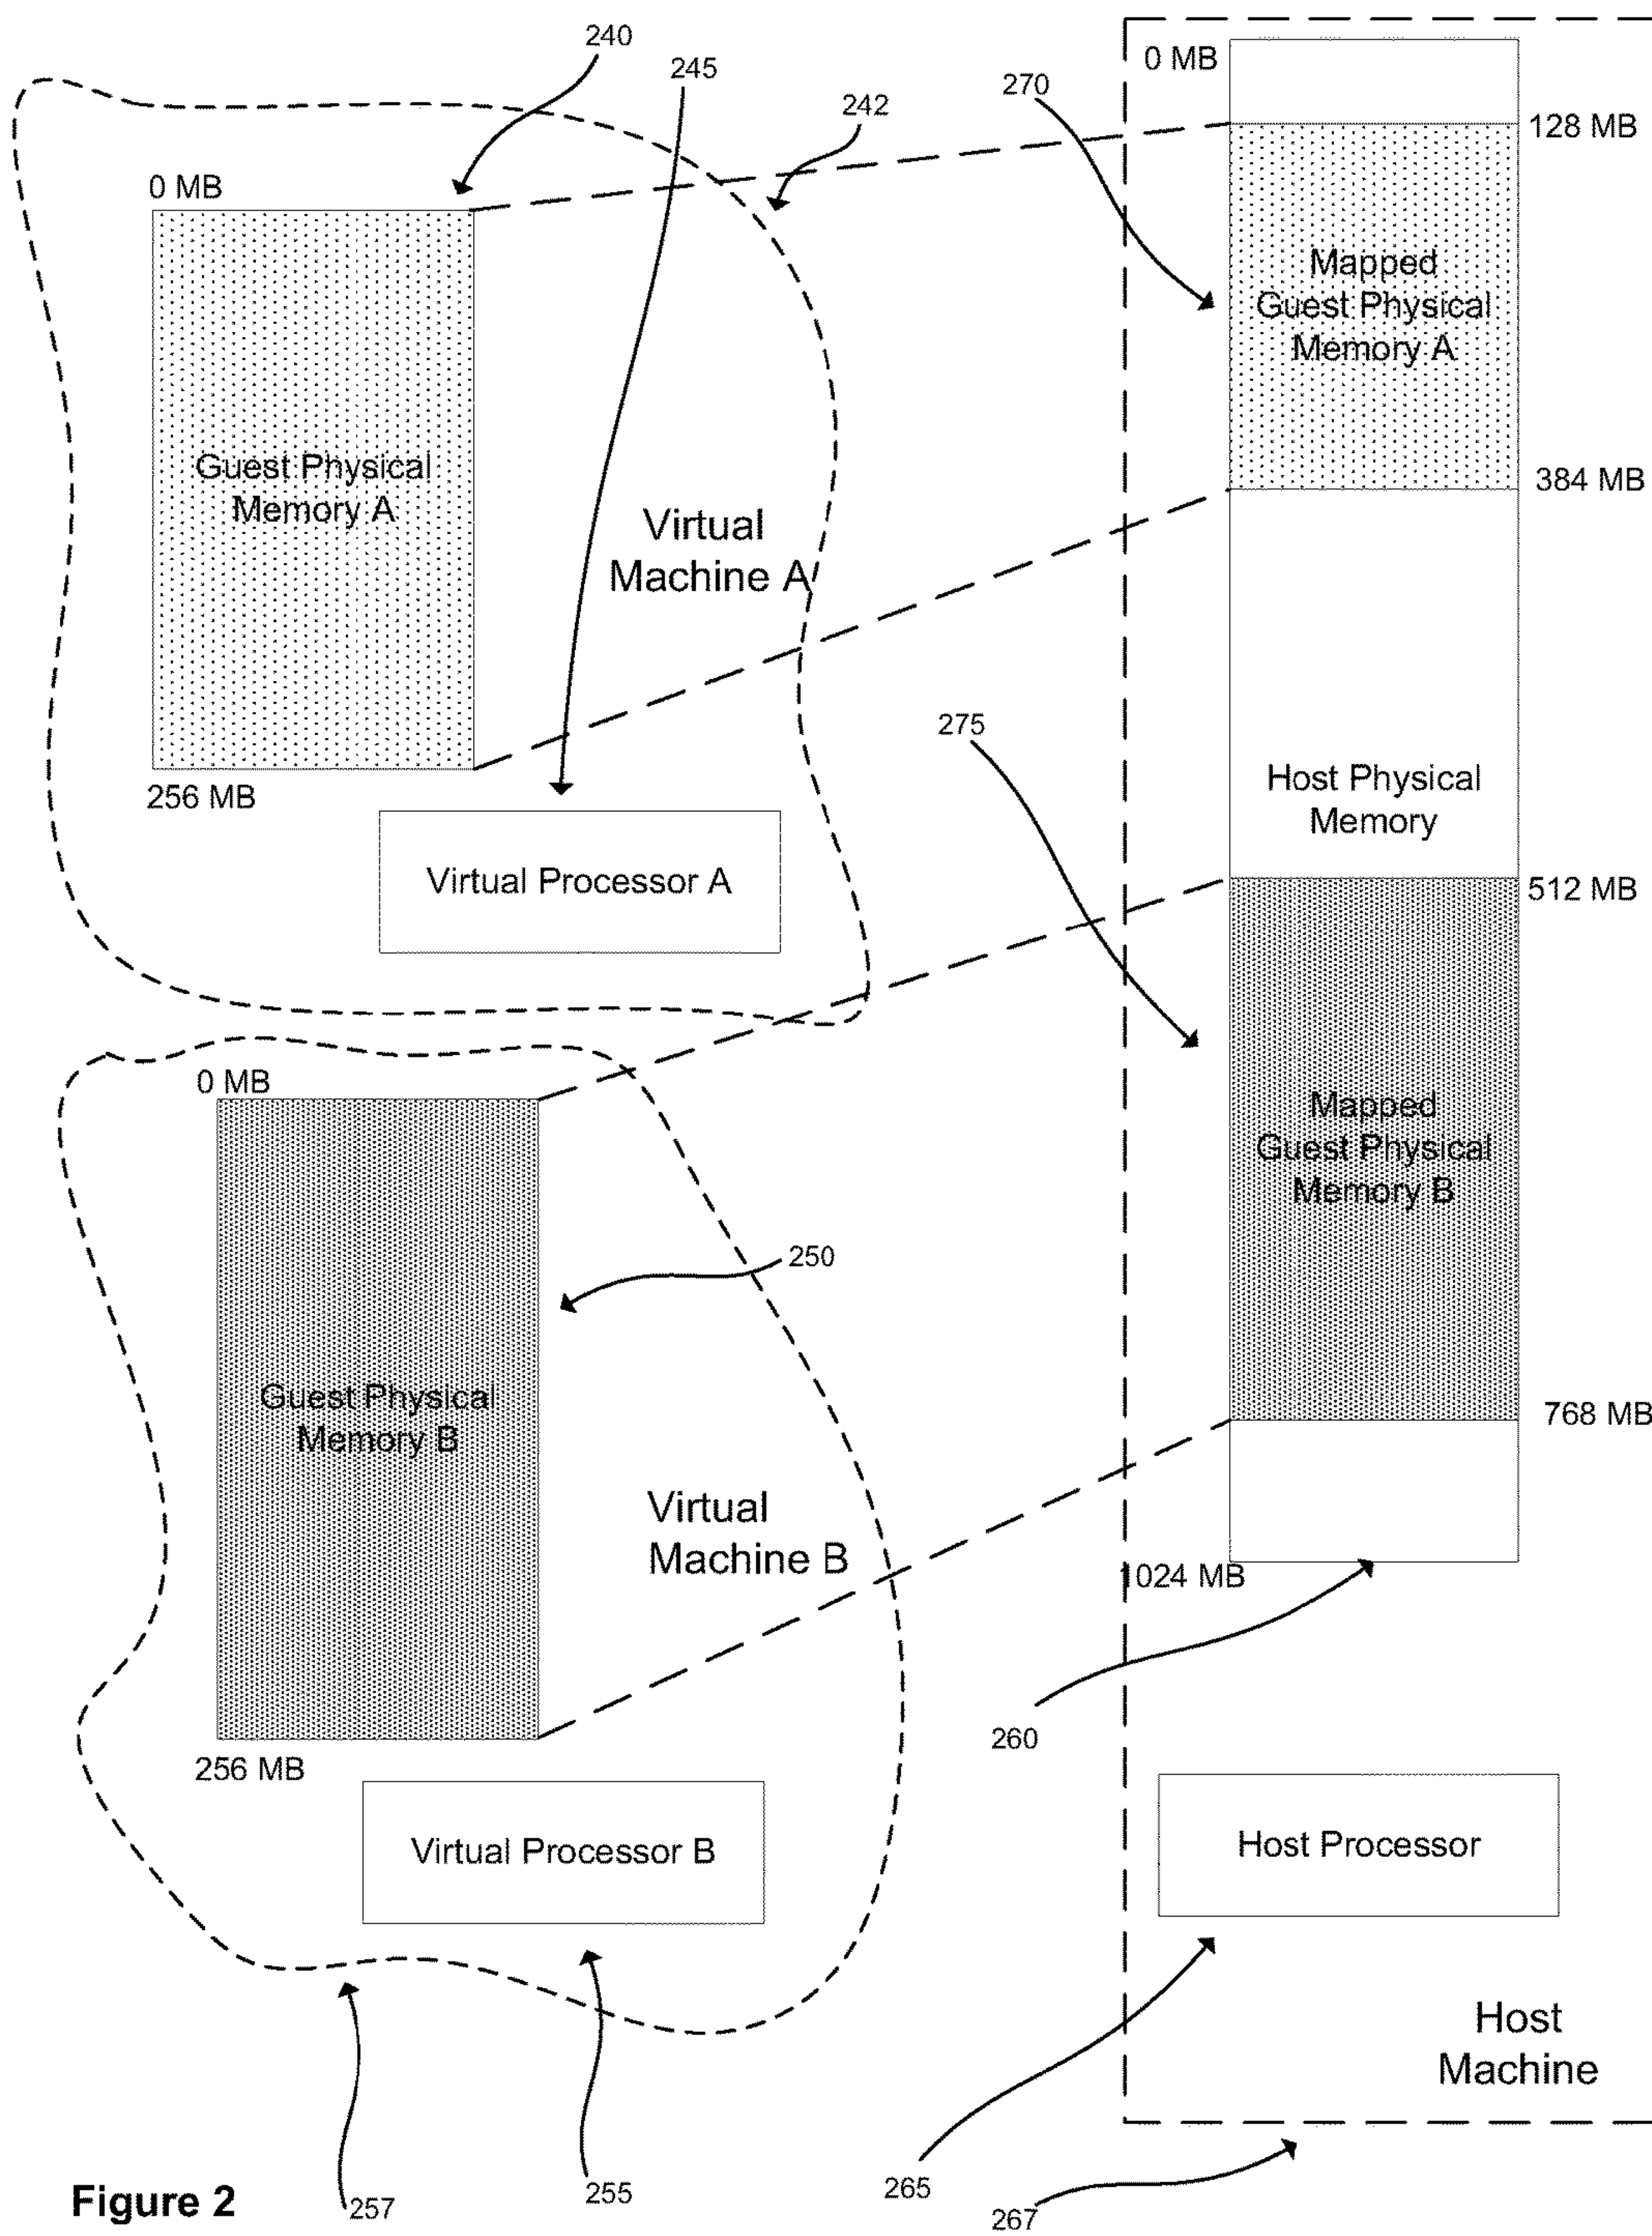 240
245
242
270
0 MB
128 MB
0 MB
Mapped
Guest Physical
Memory A
Guest Physical
Memory A
384 MB
Virtual
Machine A
275
256 MB
Host Physical
Memory
Virtual Processor A
512 MB
0 MB
Mapped
Guest Physical
Memory B
250
Guest Physical
Memory B
768 MB
Virtual
Machine B
1024 MB
260
256 MB
Virtual Processor B
Host Processor
Host
Machine
Figure 2
257
255
265
267